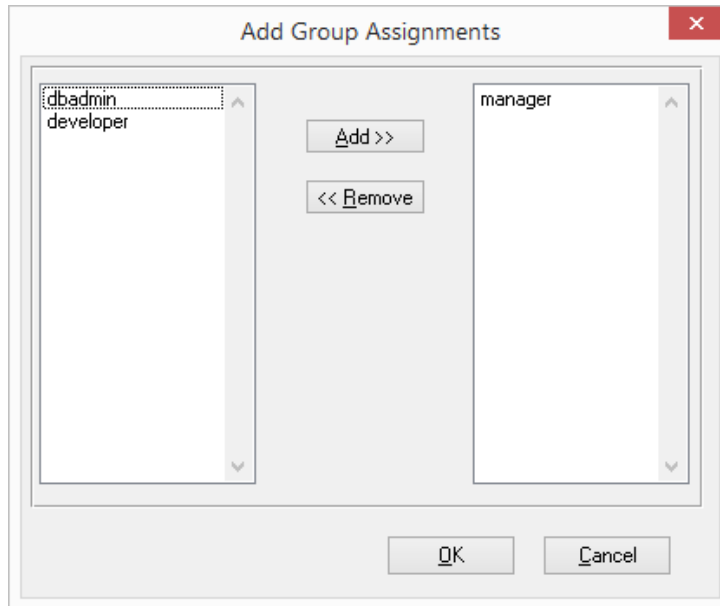 Add Group Assignments
dbadmin
developer
Add >>
<< Remove
manager
OK
Cancel